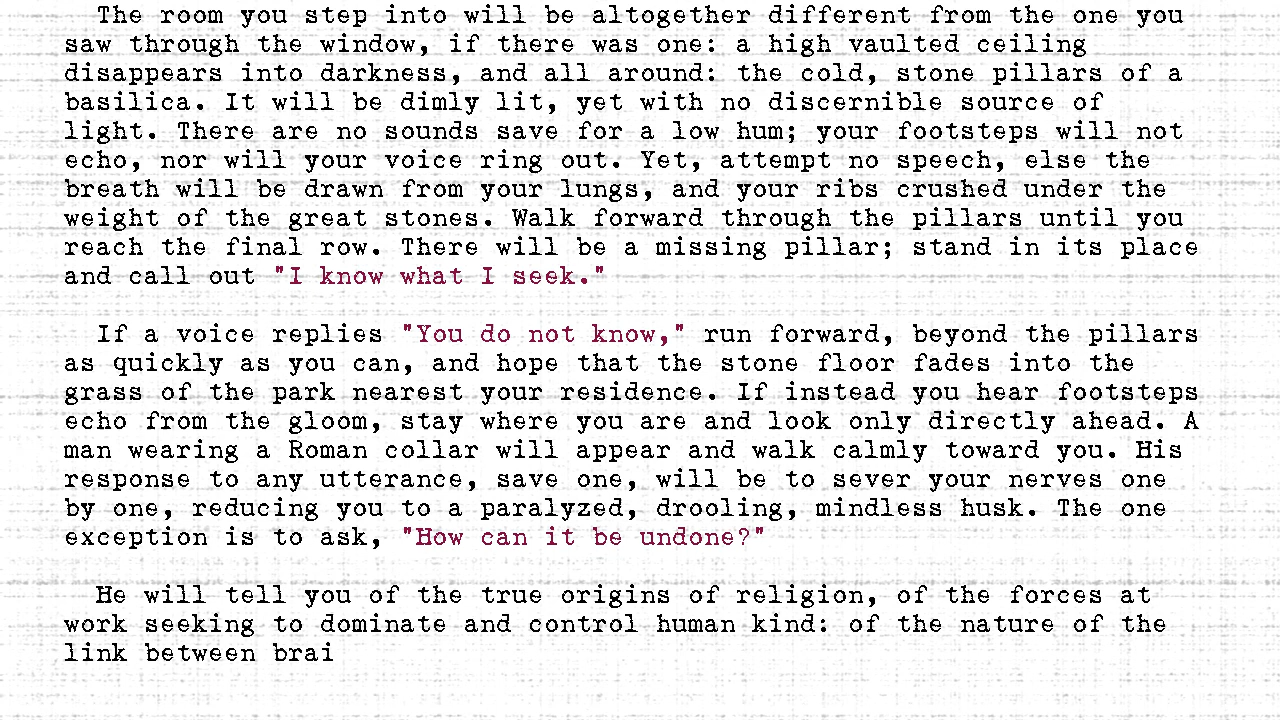 The room you step into will be altogether different from the one you
saw through the window, if there was one: a high vaulted ceiling
disappears into darkness, and all around: the cold, stone pillars of a
basilica. It will be dimly lit, yet with no discernible source of
light. There are no sounds save for a low hum; your footsteps will not
echo, nor will your voice ring out. Yet, attempt no speech, else the
breath will be drawn from your lungs, and your ribs crushed under the
weight of the great stones. Walk forward through the pillars until you
reach the final row. There will be a missing pillar; stand in its place
and call out "I know what I seek."
If a voice replies "You do not know," run forward, beyond the pillars
as quickly as you can, and hope that the stone floor fades into the
grass of the park nearest your residence. If instead you hear footsteps
echo from the gloom, stay where you are and look only directly ahead. A
man wearing a Roman collar will appear and walk calmly toward you. His
response to any utterance, save one, will be to sever your nerves one
by one, reducing you to a paralyzed, drooling, mindless husk. The one
exception is to ask, "How can it be undone?"
He will tell you of the true origins of religion, of the forces at
work seeking to dominate and control human kind: of the nature of the
link between brai